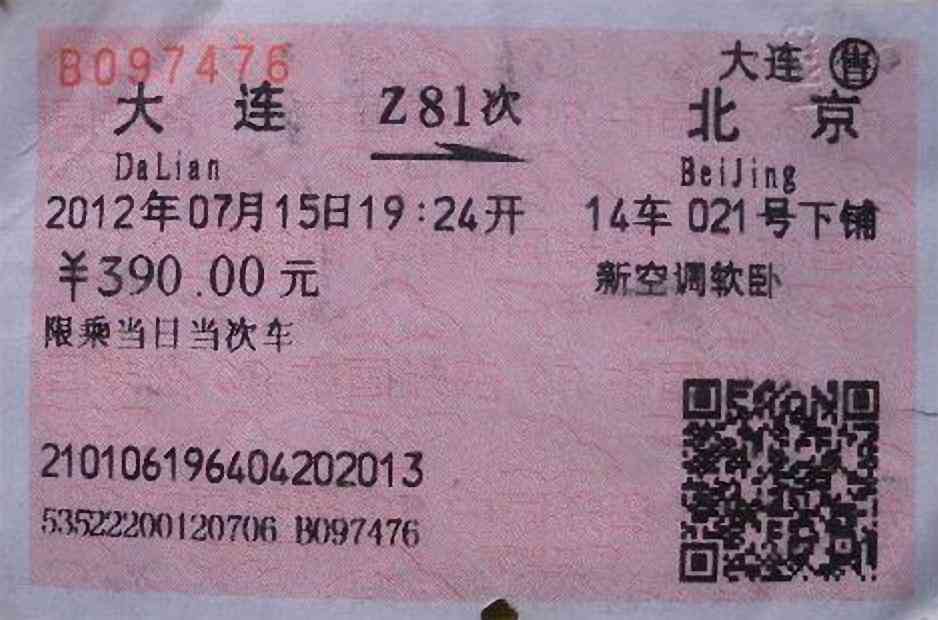 B097476 大连 售
大连 Z81次 北京
DaLian BeiJing
2012年07月15日19:24开 14车 021号下铺
¥390.00元 新空调软卧
限乘当日当次车
210106196404202013
53522200120706 B097476